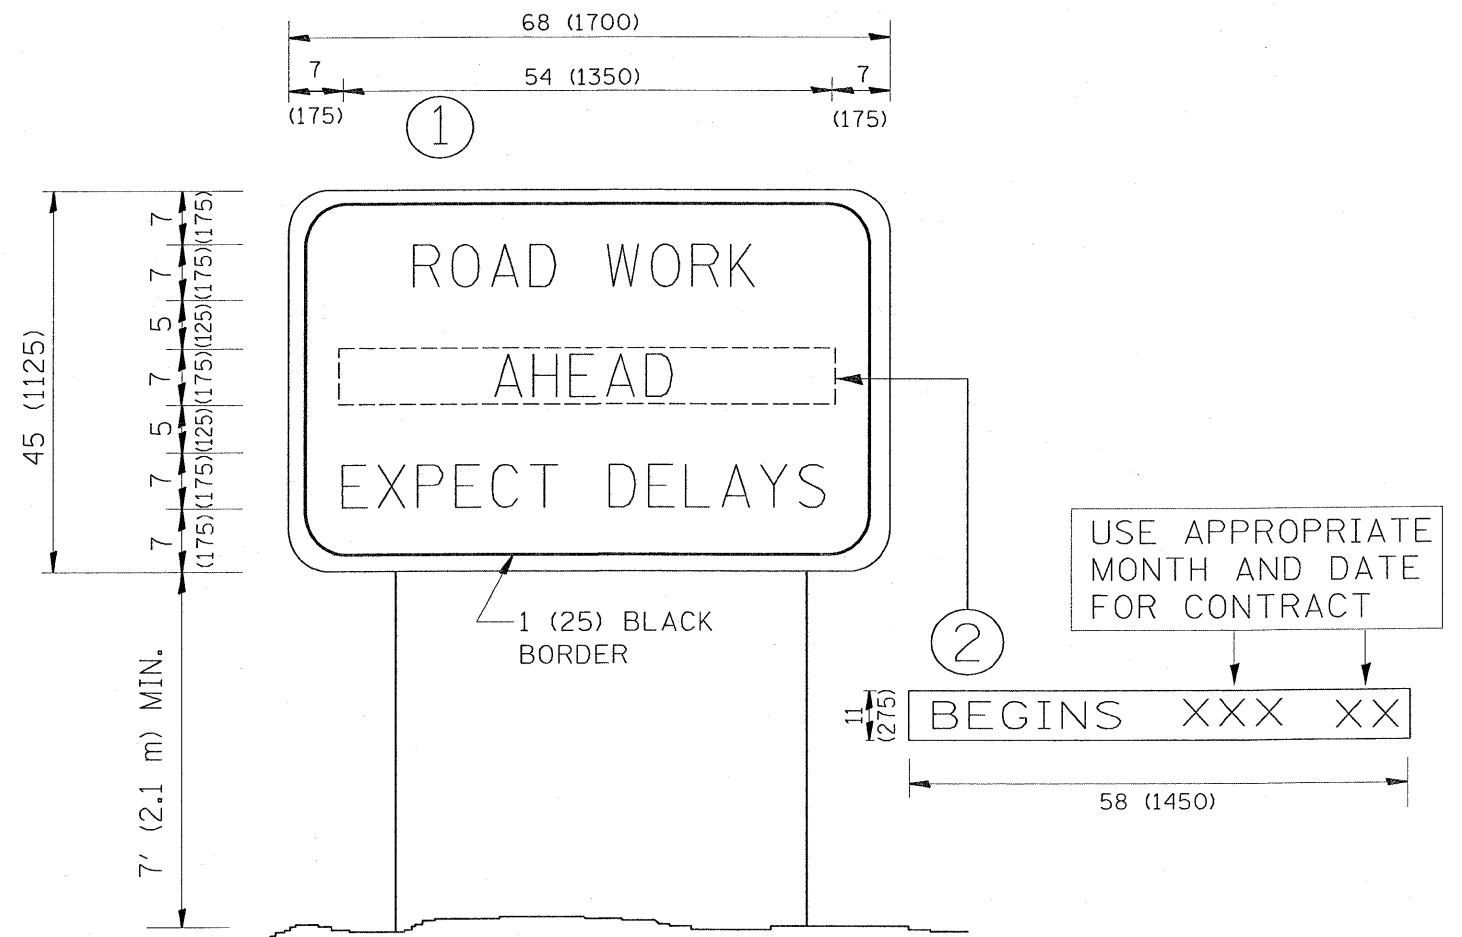 68 (1700)
7
54 (1350)
7
(175)
(175)
1
45 (1125)
7
(175)
7
(175)
5
(125)
7
(175)
5
(125)
7
(175)
7
(175)
ROAD WORK
AHEAD
EXPECT DELAYS
1 (25) BLACK
BORDER
7' (2.1 m) MIN.
USE APPROPRIATE
MONTH AND DATE
FOR CONTRACT
2
11
(275)
BEGINS XXX XX
58 (1450)